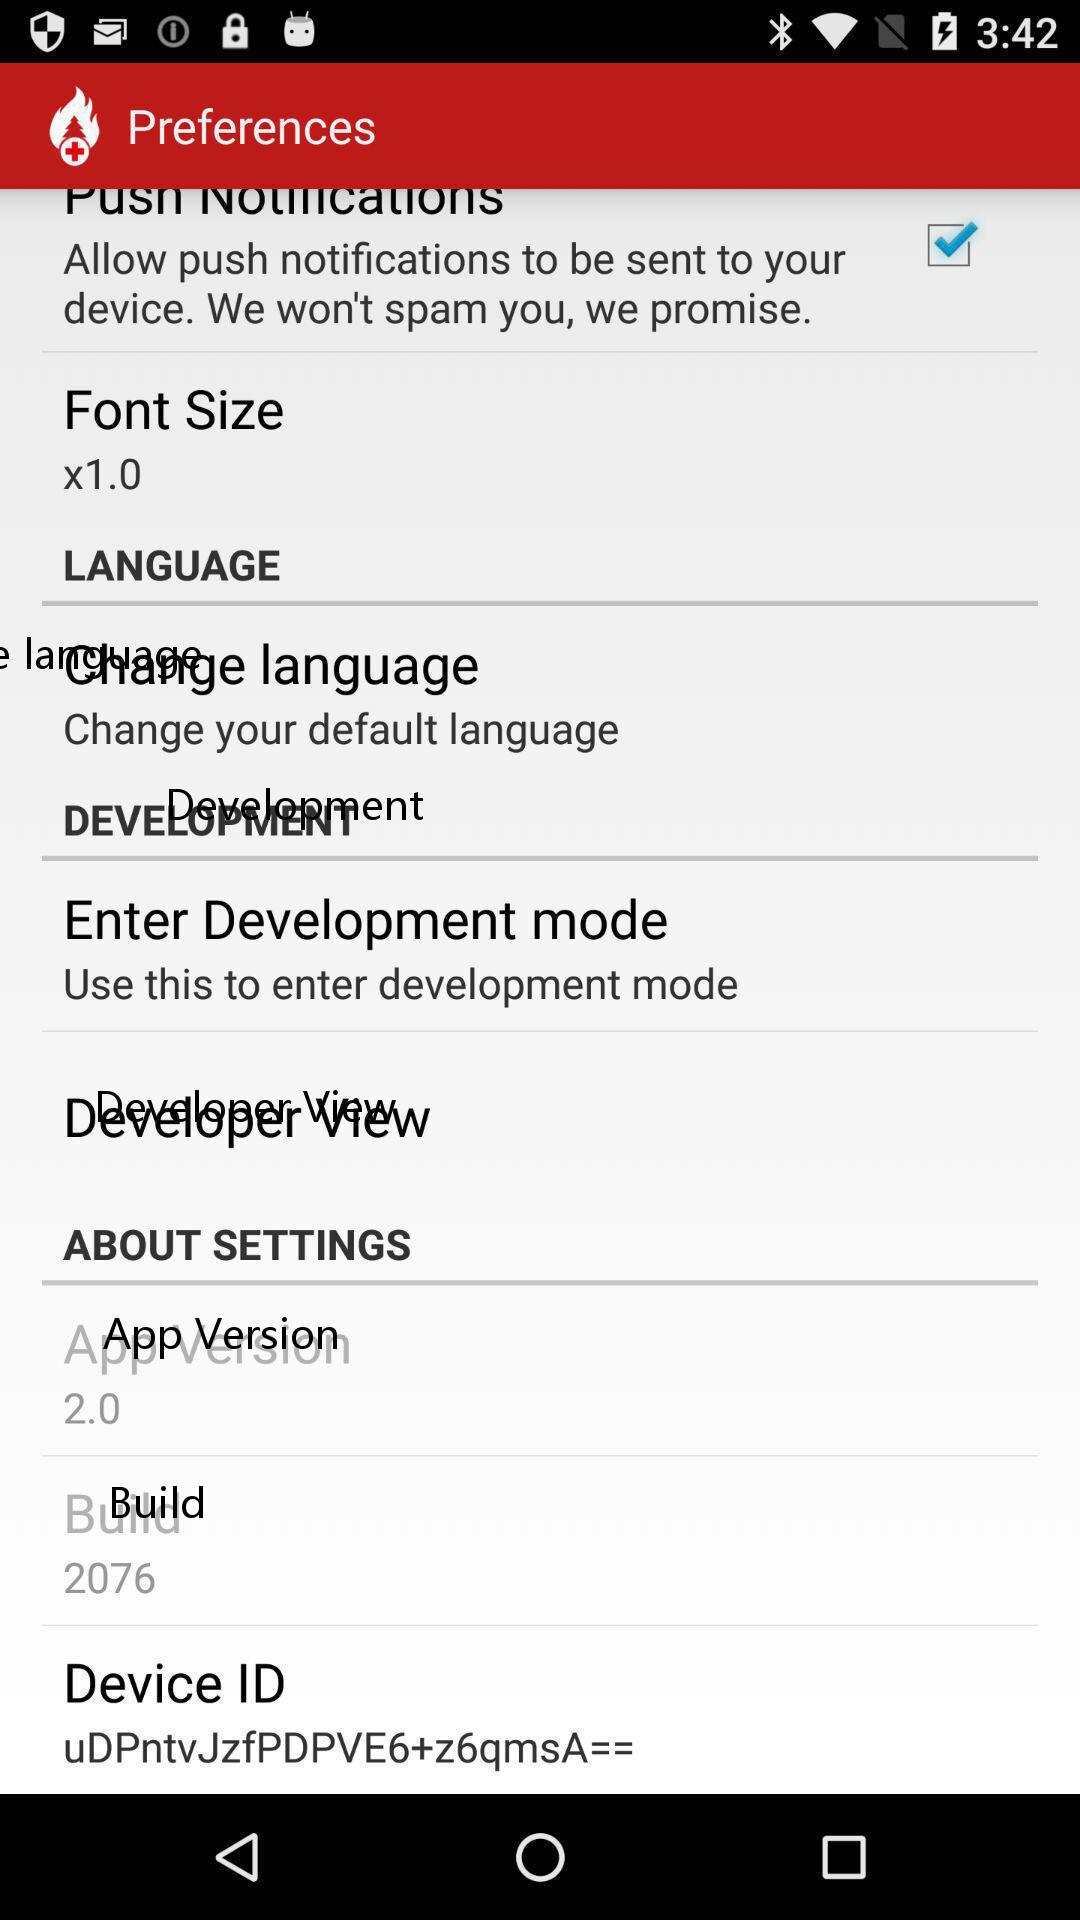 3:42
Preferences
Push Notifications
Allow push notifications to be sent to your
device. We won't spam you, we promise.
Font Size
x1.0
LANGUAGE
e language
Change language
Change your default language
Development
DEVELOPMENT
Enter Development mode
Use this to enter development mode
Developer View
Developer View
ABOUT SETTINGS
App Version
App Version
2.0
Build
Build
2076
Device ID
uDPntvJzfPDPVE6+z6qmsA==